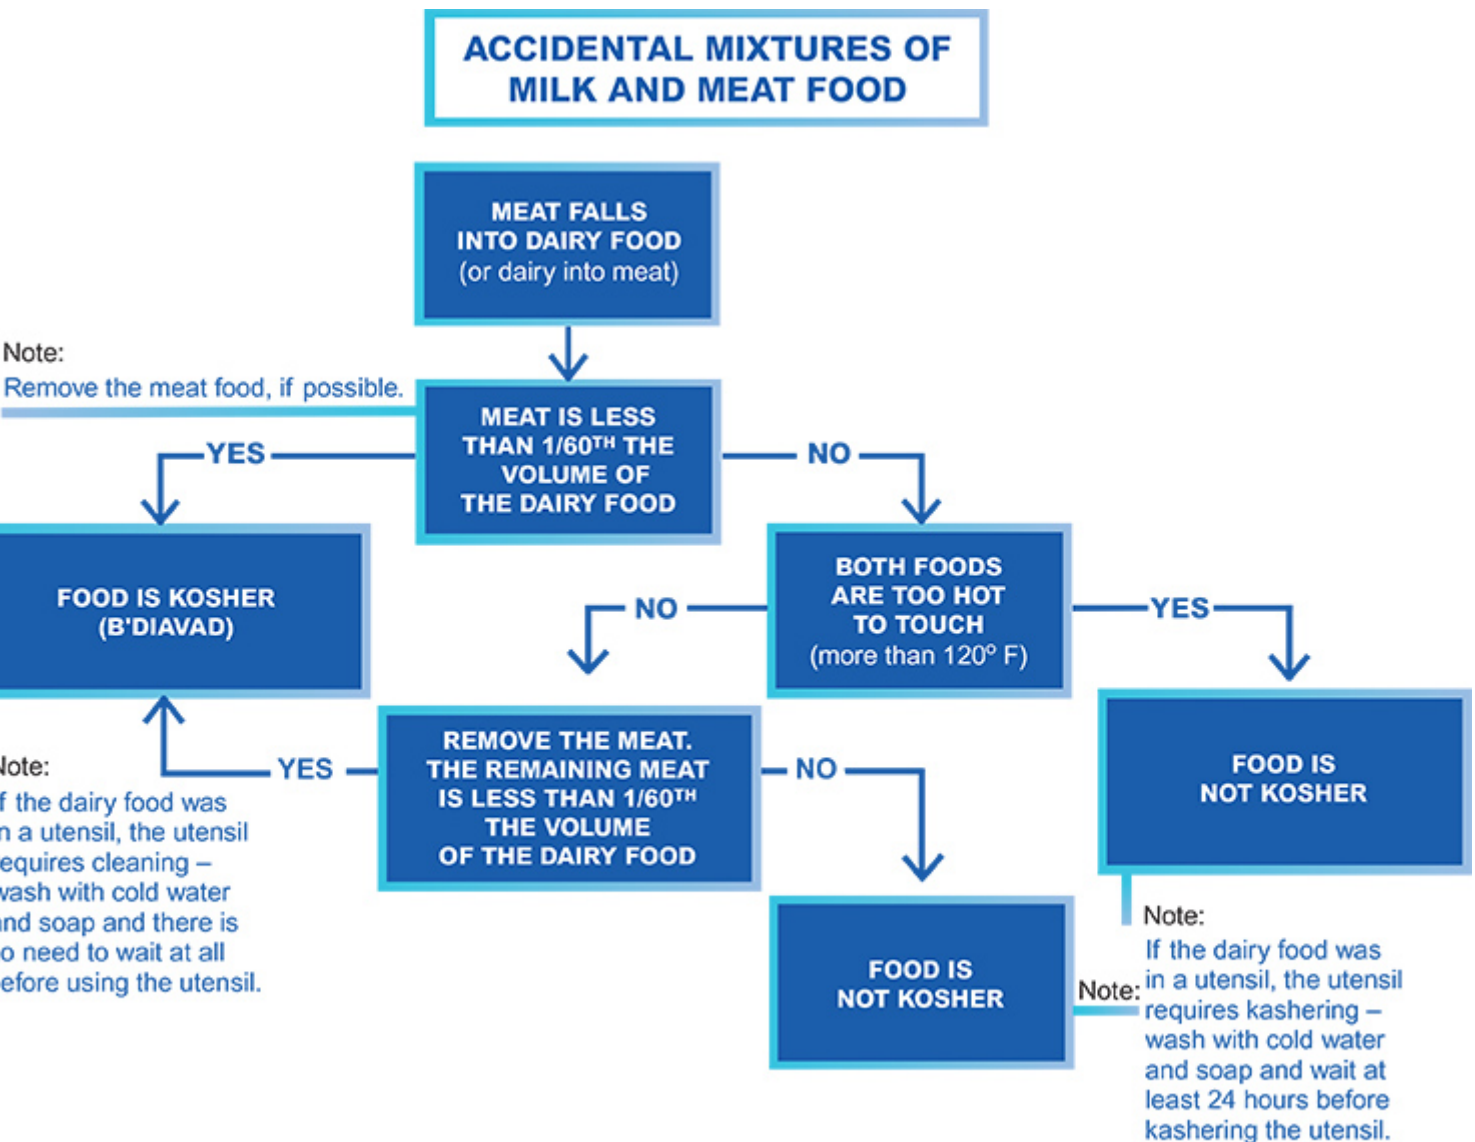 ACCIDENTAL MIXTURES OF
MILK AND MEAT FOOD
MEAT FALLS
INTO DAIRY FOOD
(or dairy into meat)
Note:
Remove the meat food, if possible.
MEAT IS LESS
THAN 1/60TH THE
VOLUME OF
THE DAIRY FOOD
YES
NO
FOOD IS KOSHER
(B'DIAVAD)
BOTH FOODS
ARE TOO HOT
TO TOUCH
(more than 120º F)
NO
YES
REMOVE THE MEAT.
THE REMAINING MEAT
IS LESS THAN 1/60TH
THE VOLUME
OF THE DAIRY FOOD
YES
NO
FOOD IS
NOT KOSHER
Note:
f the dairy food was
n a utensil, the utensil
equires cleaning –
wash with cold water
nd soap and there is
o need to wait at all
efore using the utensil.
FOOD IS
NOT KOSHER
Note:
Note:
If the dairy food was
in a utensil, the utensil
requires kashering –
wash with cold water
and soap and wait at
least 24 hours before
kashering the utensil.